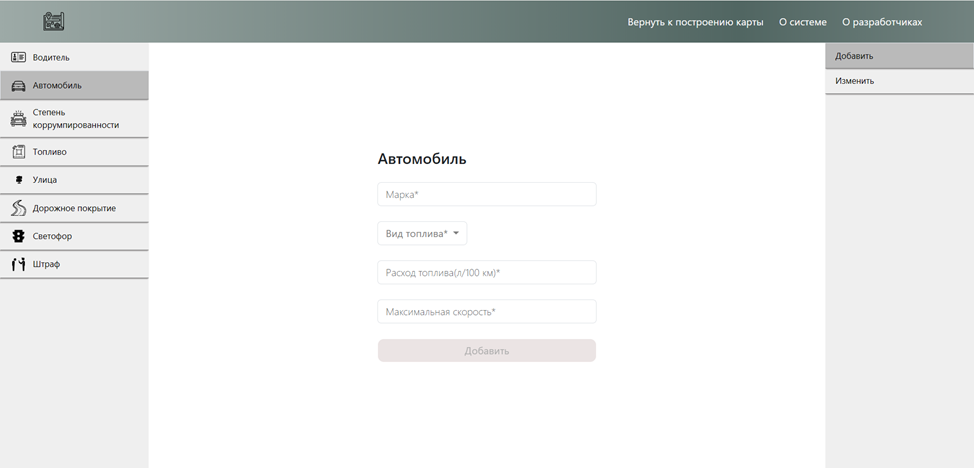 Вернуть к построению карты
О системе
О разработчиках
Водитель
Автомобиль
Степень
коррумпированности
Топливо
Улица
Дорожное покрытие
Светофор
Штраф
Автомобиль
Марка*
Вид топлива*
Расход топлива(л/100 км)*
Максимальная скорость*
Добавить
Добавить
Изменить